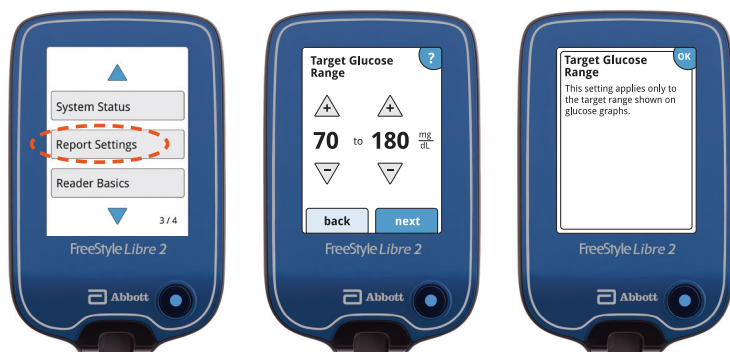 System Status
Report Settings
Reader Basics
3 / 4
FreeStyle Libre 2
Abbott
Target Glucose
Range
?
+
+
70 to 180 mg/dL
−
−
back
next
FreeStyle Libre 2
Abbott
Target Glucose
Range
OK
This setting applies only to
the target range shown on
glucose graphs.
FreeStyle Libre 2
Abbott